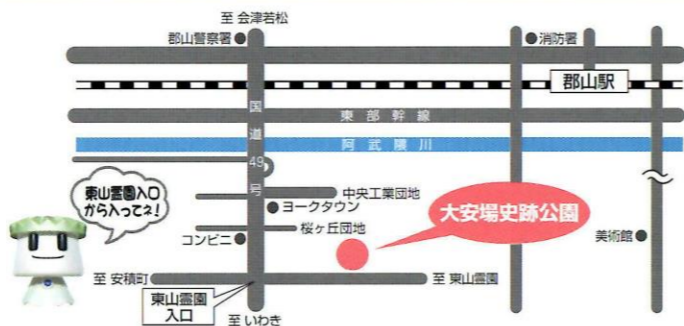 至 会津若松
郡山警察署
消防署
郡山駅
東部幹線
阿武隈川
国道49号
中央工業団地
ヨークタウン
桜ヶ丘団地
コンビニ
大安場史跡公園
美術館
東山霊園入口
から入ってネ!
至 安積町
至 東山霊園
東山霊園
入口
至 いわき